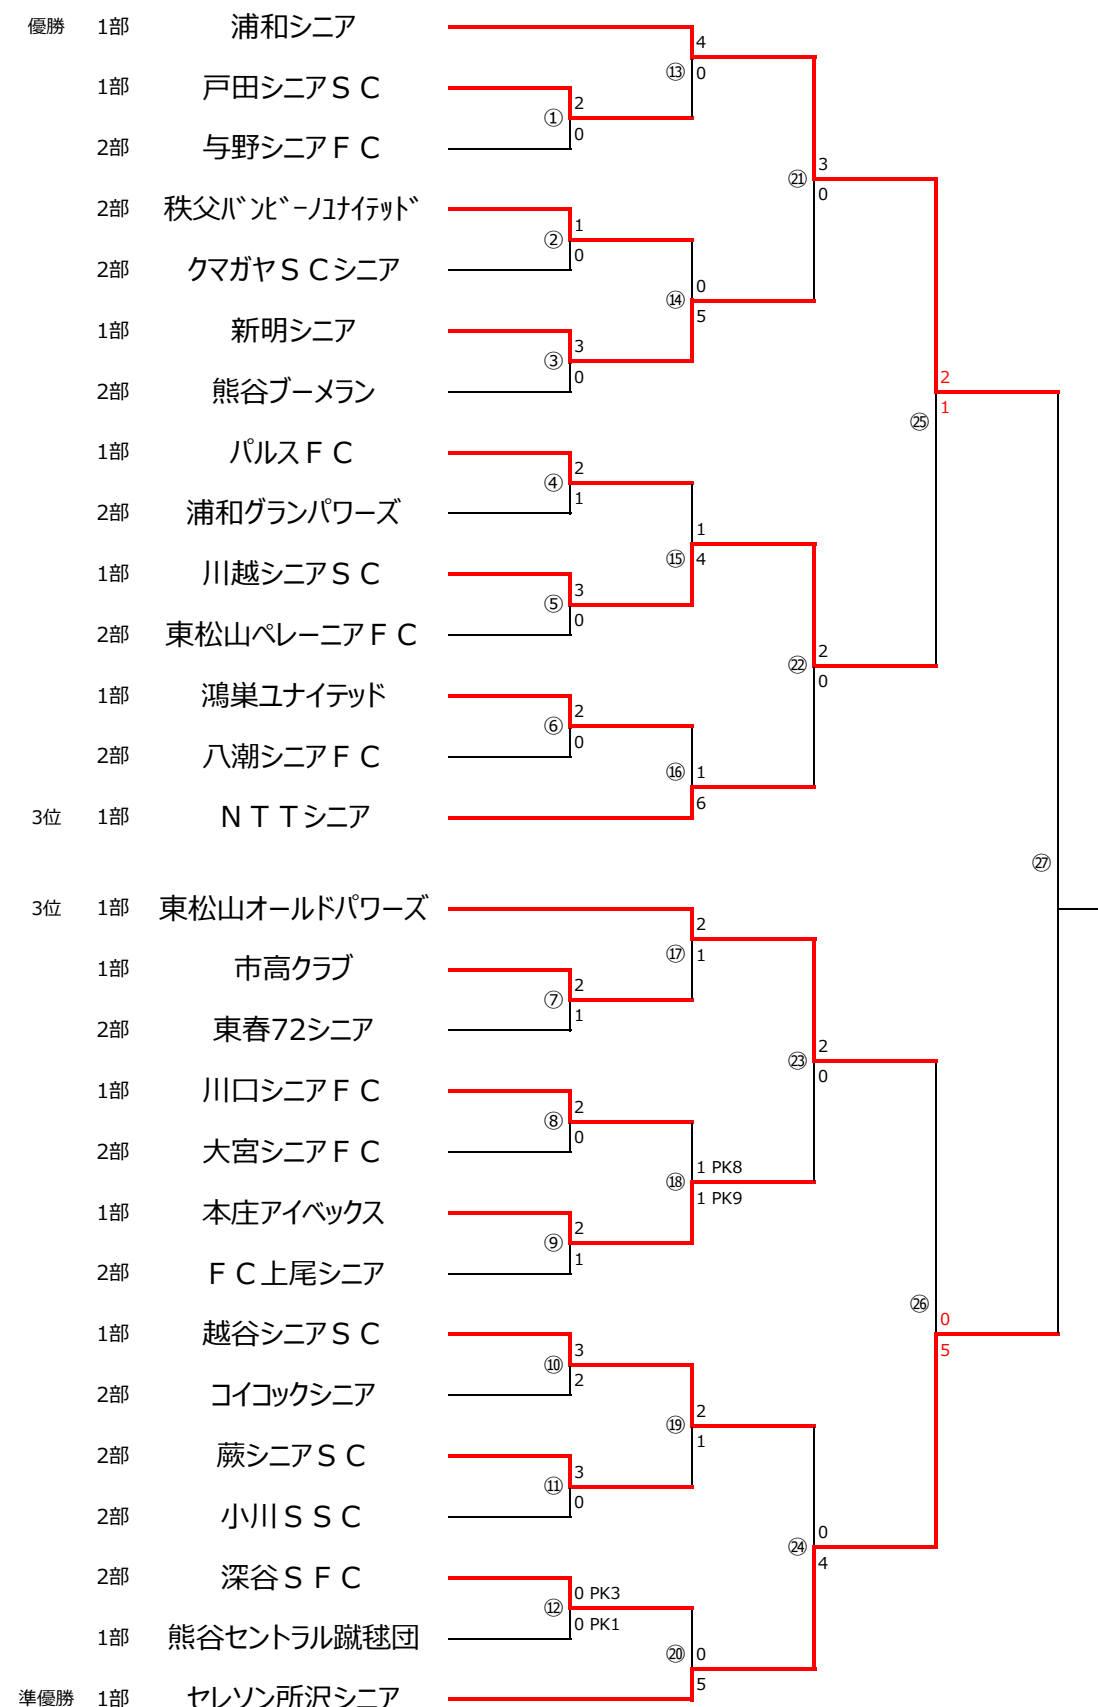 優勝 1部 浦和シニア
4
⑬ 0
1部 戸田シニアＳＣ
2
① 0
2部 与野シニアＦＣ
3
㉑ 0
2部 秩父ﾊﾞﾝﾋﾞｰﾉﾕﾅｲﾃｯﾄﾞ
1
② 0
2部 クマガヤＳＣシニア
0
⑭ 5
1部 新明シニア
3
③ 0
2部 熊谷ブーメラン
2
㉕ 1
1部 パルスＦＣ
2
④ 1
2部 浦和グランパワーズ
1
⑮ 4
1部 川越シニアＳＣ
3
⑤ 0
2部 東松山ペレーニアＦＣ
2
㉒ 0
1部 鴻巣ユナイテッド
2
⑥ 0
2部 八潮シニアＦＣ
⑯ 1
6
3位 1部 ＮＴＴシニア
㉗
3位 1部 東松山オールドパワーズ
2
⑰ 1
1部 市高クラブ
2
⑦ 1
2部 東春72シニア
2
㉓ 0
1部 川口シニアＦＣ
2
⑧ 0
2部 大宮シニアＦＣ
1 PK8
⑱ 1 PK9
1部 本庄アイベックス
2
⑨ 1
2部 ＦＣ上尾シニア
㉖ 0
5
1部 越谷シニアＳＣ
3
⑩ 2
2部 コイコックシニア
2
⑲ 1
2部 蕨シニアＳＣ
3
⑪ 0
2部 小川ＳＳＣ
0
㉔ 4
2部 深谷ＳＦＣ
0 PK3
⑫ 0 PK1
1部 熊谷セントラル蹴球団
⑳ 0
5
準優勝 1部 セレソン所沢シニア